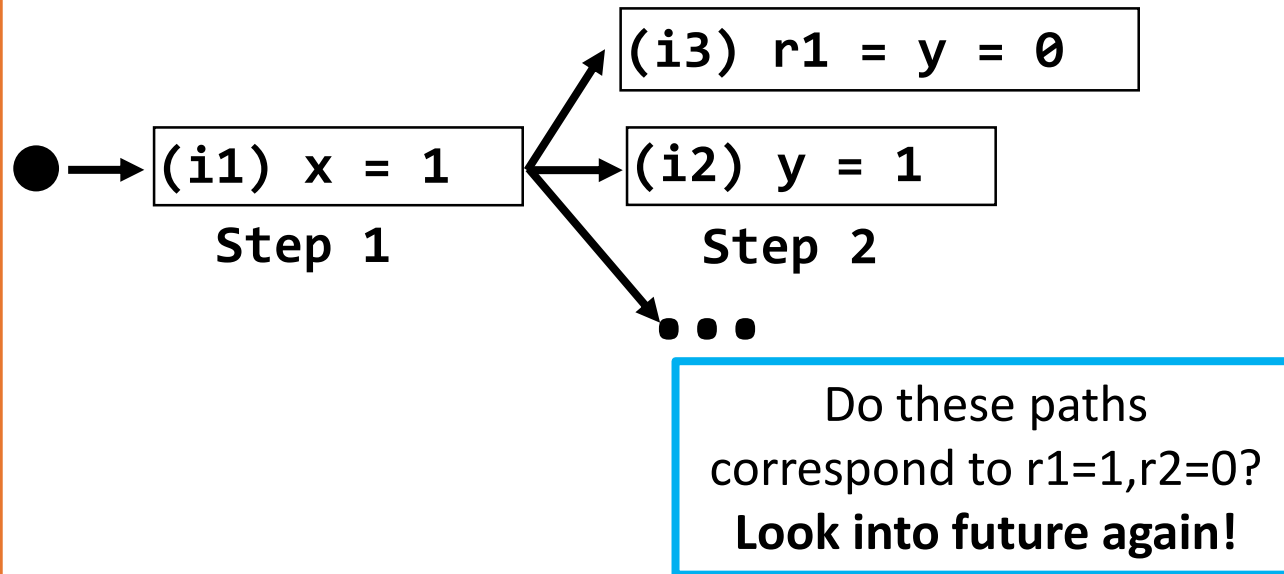 (i3) r1 = y = 0
(i1) x = 1
(i2) y = 1
Step 1
Step 2
...
Do these paths
correspond to r1=1,r2=0?
Look into future again!